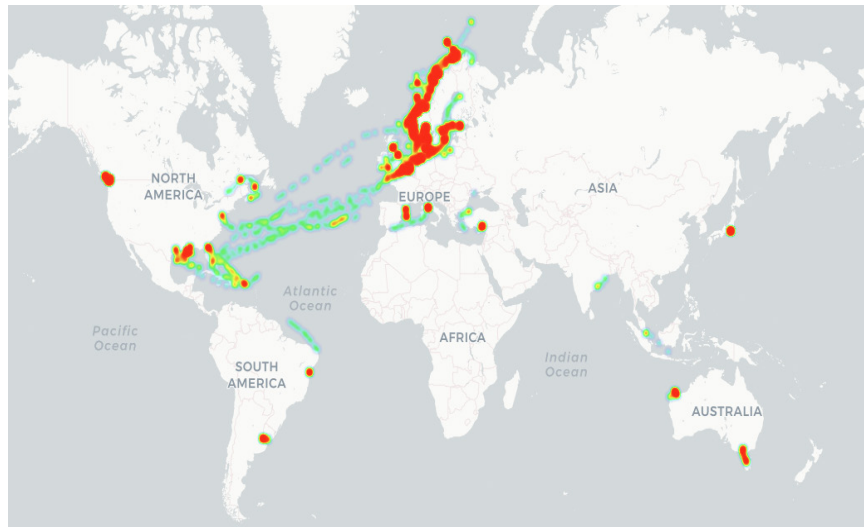 NORTH
AMERICA
EUROPE
ASIA
Atlantic
Ocean
Pacific
Ocean
AFRICA
SOUTH
AMERICA
Indian
Ocean
AUSTRALIA